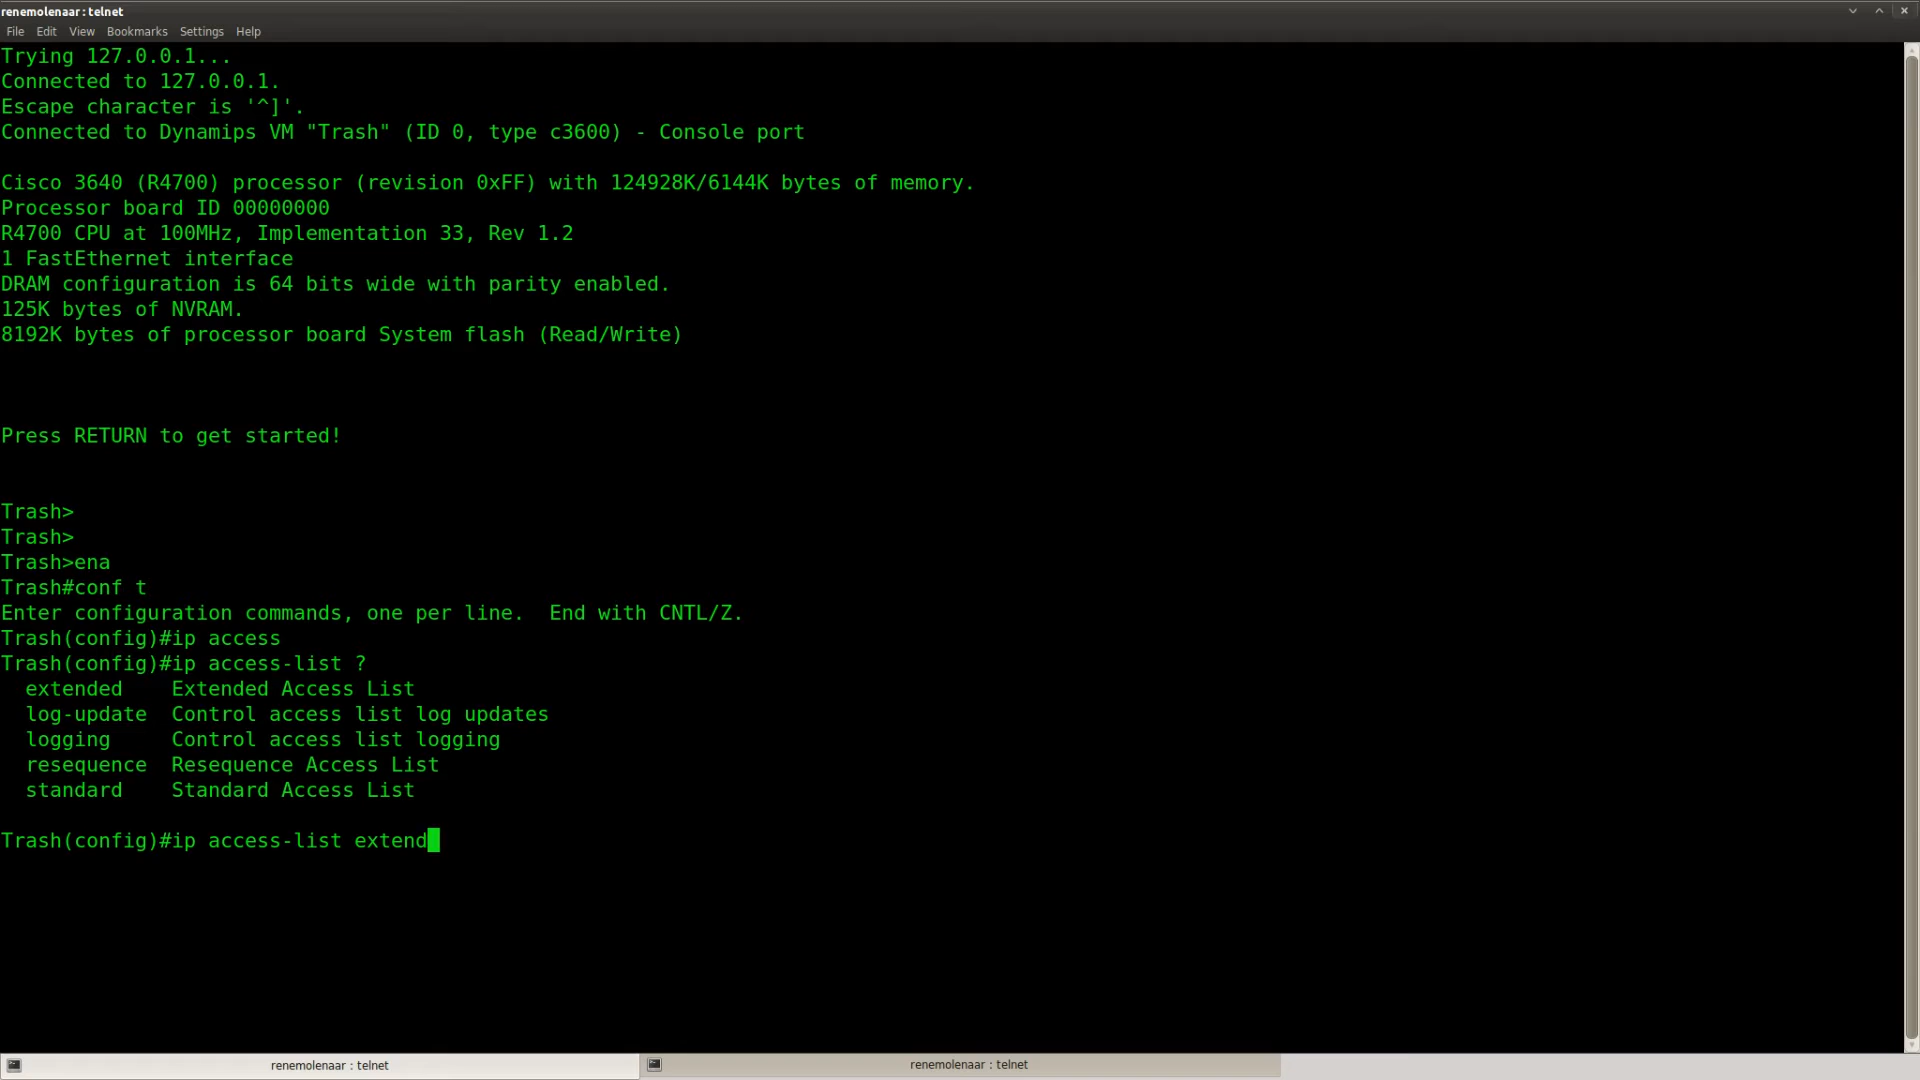 renemolenaar : telnet
File Edit View Bookmarks Settings Help
Trying 127.0.0.1...
Connected to 127.0.0.1.
Escape character is '^]'.
Connected to Dynamips VM "Trash" (ID 0, type c3600) - Console port
Cisco 3640 (R4700) processor (revision 0xFF) with 124928K/6144K bytes of memory.
Processor board ID 00000000
R4700 CPU at 100MHz, Implementation 33, Rev 1.2
1 FastEthernet interface
DRAM configuration is 64 bits wide with parity enabled.
125K bytes of NVRAM.
8192K bytes of processor board System flash (Read/Write)
Press RETURN to get started!
Trash>
Trash>
Trash>ena
Trash#conf t
Enter configuration commands, one per line.  End with CNTL/Z.
Trash(config)#ip access
Trash(config)#ip access-list ?
  extended    Extended Access List
  log-update  Control access list log updates
  logging     Control access list logging
  resequence  Resequence Access List
  standard    Standard Access List
Trash(config)#ip access-list extend
renemolenaar : telnet
renemolenaar : telnet